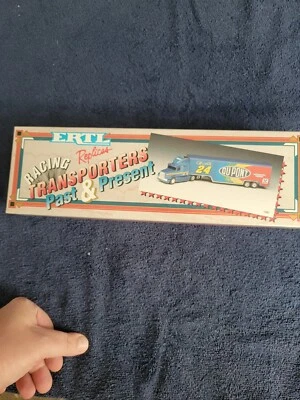 ERTL
Replicas
RACING
TRANSPORTERS
Past & Present
24
DUPONT